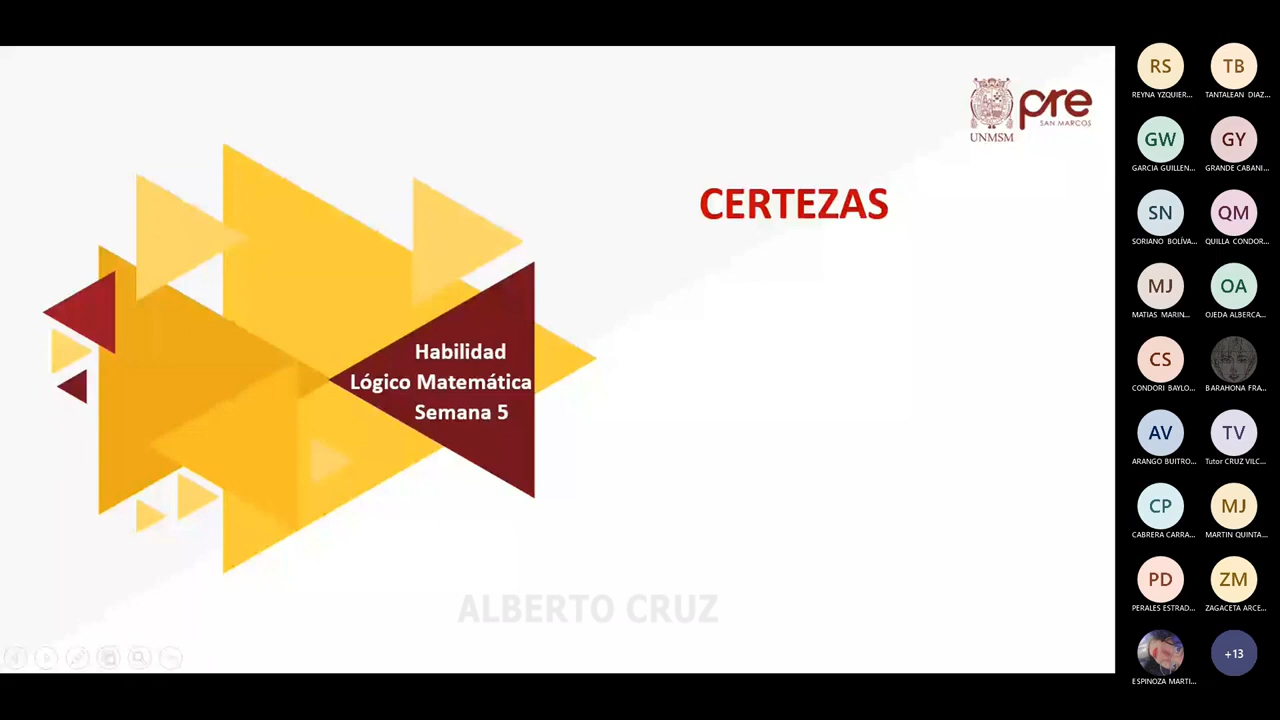 UNMSM
pre
SAN MARCOS
CERTEZAS
Habilidad
Lógico Matemática
Semana 5
ALBERTO CRUZ
RS
REYNA YZQUIER...
TB
TANTALEAN DIAZ...
GW
GARCIA GUILLEN...
GY
GRANDE CABANI...
SN
SORIANO BOLÍVA...
QM
QUILLA CONDOR...
MJ
MATIAS MARIN...
OA
OJEDA ALBERCA...
CS
CONDORI BAYLO...
BARAHONA FRA...
AV
ARANGO BUITRO...
TV
Tutor CRUZ VILC...
CP
CABRERA CARRA...
MJ
MARTIN QUINTA...
PD
PERALES ESTRAD...
ZM
ZAGACETA ARCE...
ESPINOZA MARTI...
+13